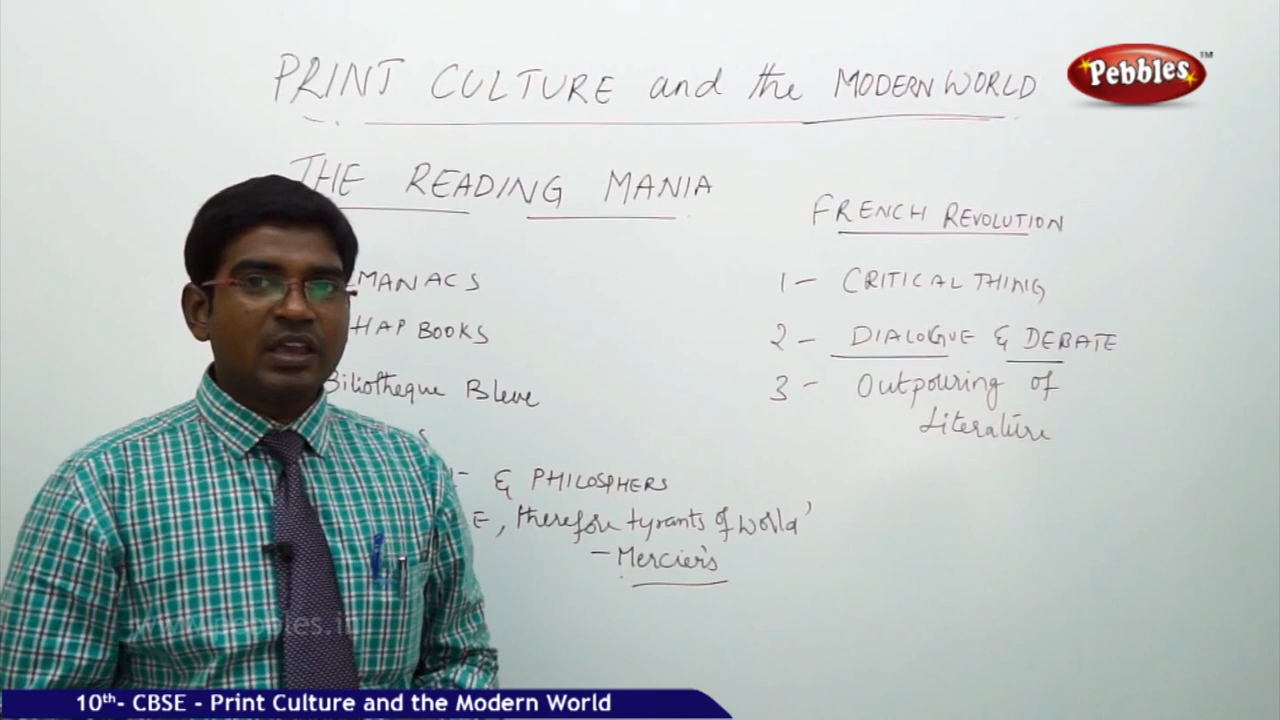 PRINT CULTURE and the MODERN WORLD
Pebbles TM
THE READING MANIA
MANACS
HAP BOOKS
Biliotheque Bleue
S
& PHILOSPHERS
E, therefore tyrants of world'
- Mercier's
FRENCH REVOLUTION
1 - CRITICAL THING
2 - DIALOGUE & DEBATE
3 - Outpouring of
Literature
10th- CBSE - Print Culture and the Modern World